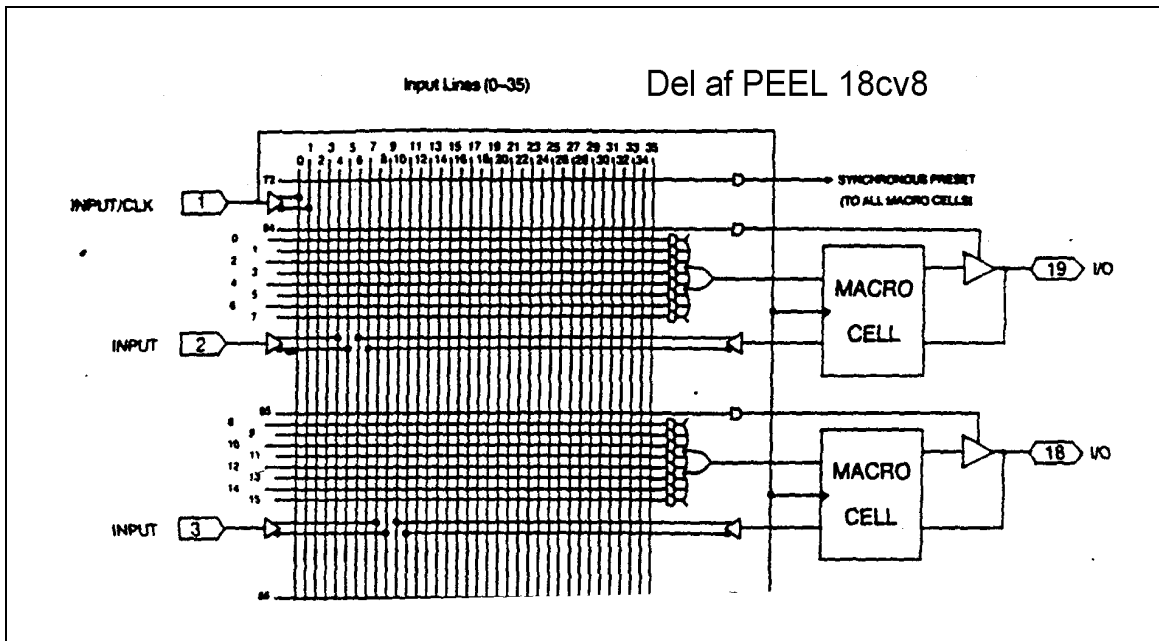 Input Lines (0–35)
Del af PEEL 18cv8
1 3 5 7 9 11 13 15 17 19 21 23 25 27 29 31 33 35
0 2 4 6 8 10 12 14 16 18 20 22 24 26 28 30 32 34
72
SYNCHRONOUS PRESET
(TO ALL MACRO CELLS)
INPUT/CLK
1
64
0
1
2
3
4
5
6
7
MACRO
CELL
19
I/O
INPUT
2
65
8
9
10
11
12
13
14
15
MACRO
CELL
18
I/O
INPUT
3